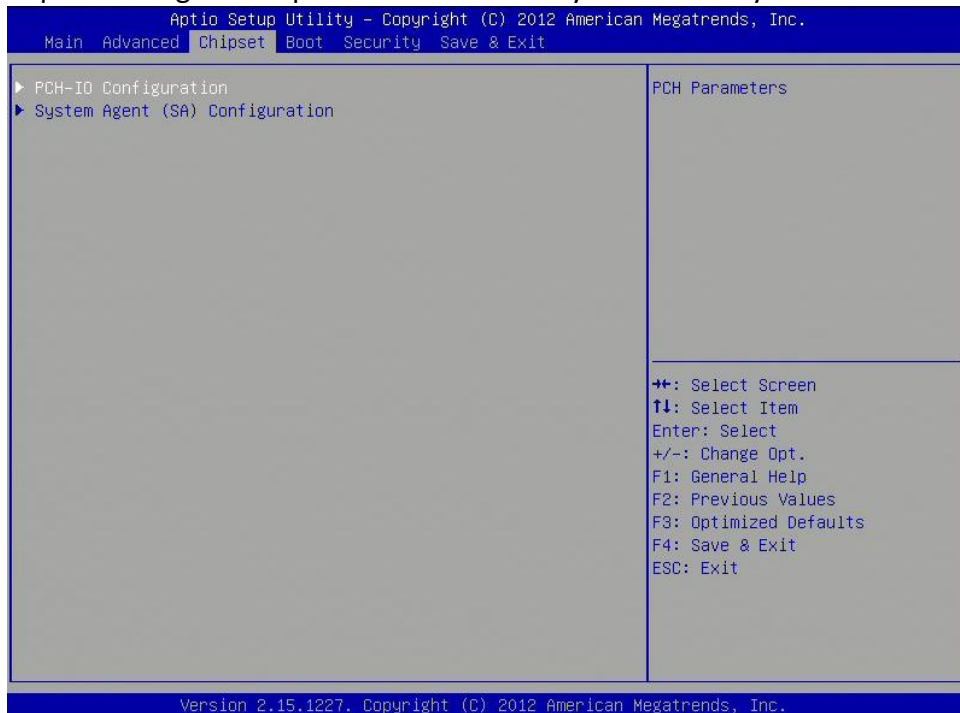 Aptio Setup Utility – Copyright (C) 2012 American Megatrends, Inc.
Main Advanced Chipset Boot Security Save & Exit
PCH-IO Configuration
System Agent (SA) Configuration
PCH Parameters
→←: Select Screen
↑↓: Select Item
Enter: Select
+/-: Change Opt.
F1: General Help
F2: Previous Values
F3: Optimized Defaults
F4: Save & Exit
ESC: Exit
Version 2.15.1227. Copyright (C) 2012 American Megatrends, Inc.